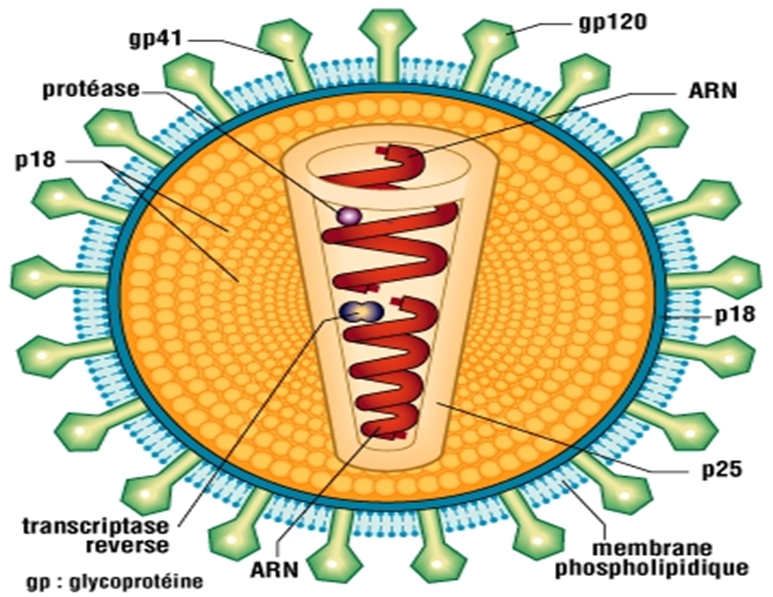 gp120
gp41
protéase
ARN
p18
p18
p25
transcriptase
reverse
ARN
membrane
phospholipidique
gp : glycoprotéine